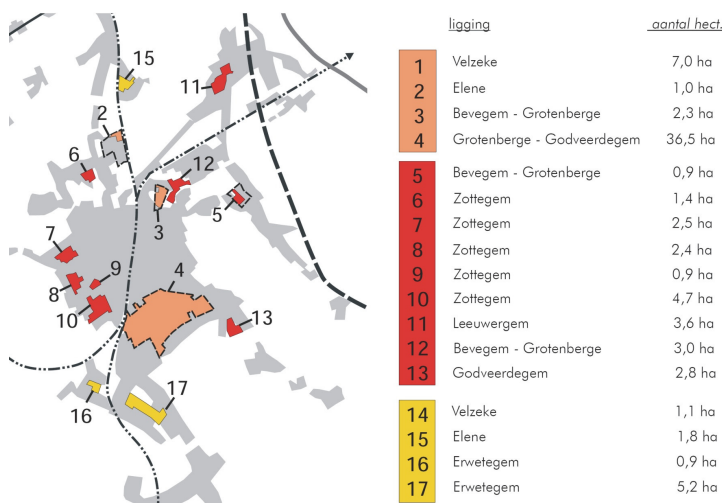 ligging aantal hect.
1 Velzeke 7,0 ha
2 Elene 1,0 ha
3 Bevegem - Grotenberge 2,3 ha
4 Grotenberge - Godveerdegem 36,5 ha
5 Bevegem - Grotenberge 0,9 ha
6 Zottegem 1,4 ha
7 Zottegem 2,5 ha
8 Zottegem 2,4 ha
9 Zottegem 0,9 ha
10 Zottegem 4,7 ha
11 Leeuwergem 3,6 ha
12 Bevegem - Grotenberge 3,0 ha
13 Godveerdegem 2,8 ha
14 Velzeke 1,1 ha
15 Elene 1,8 ha
16 Erwetegem 0,9 ha
17 Erwetegem 5,2 ha
15
11
2
6
12
5
3
7
9
4
8
10
13
16
17